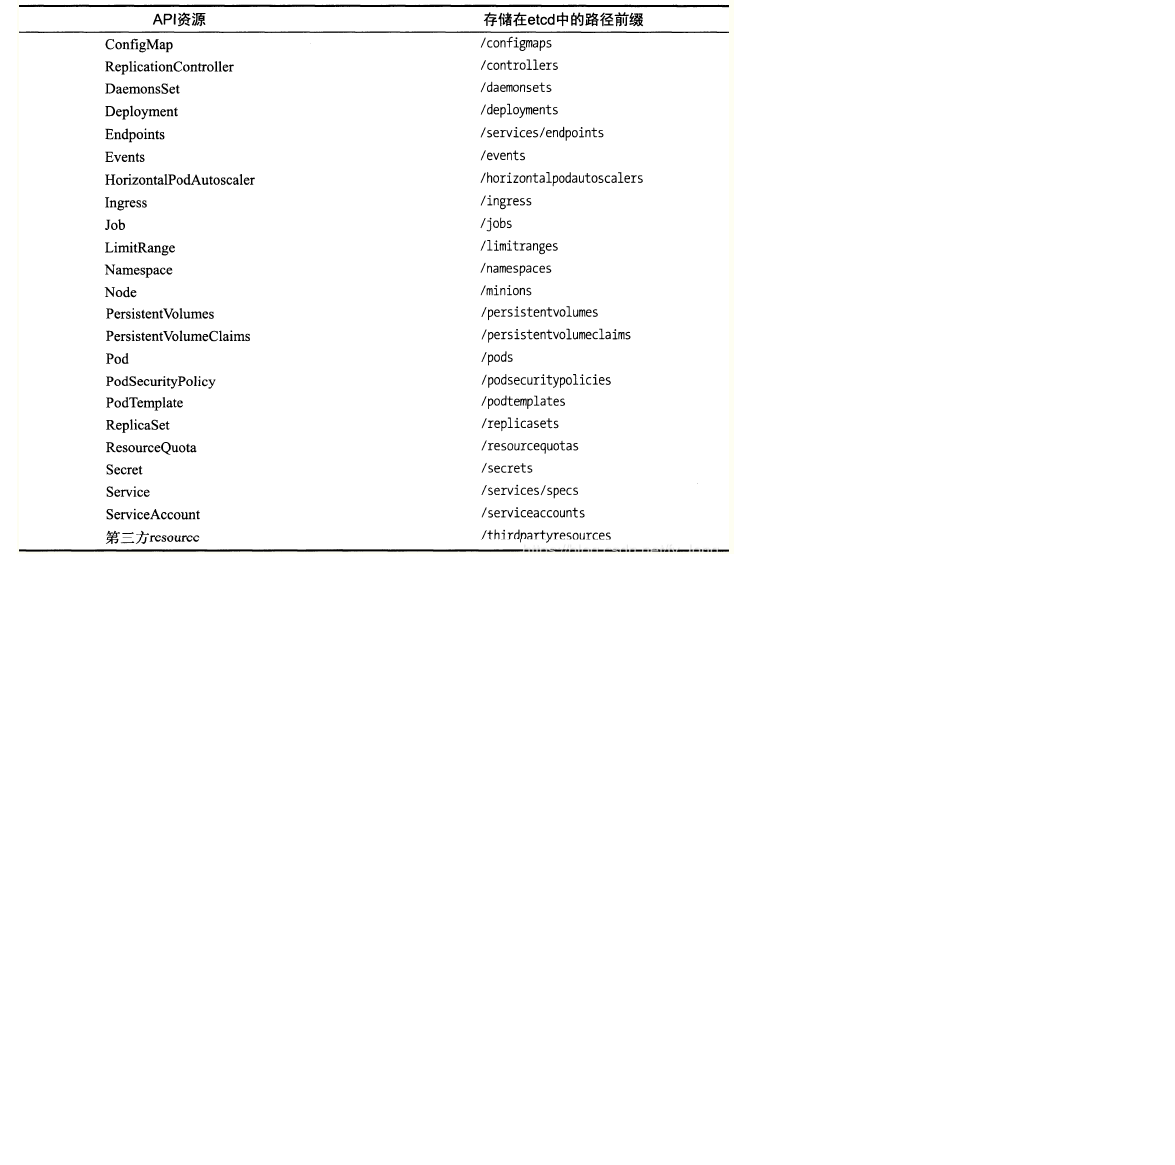 API资源 存储在etcd中的路径前缀
ConfigMap /configmaps
ReplicationController /controllers
DaemonsSet /daemonsets
Deployment /deployments
Endpoints /services/endpoints
Events /events
HorizontalPodAutoscaler /horizontalpodautoscalers
Ingress /ingress
Job /jobs
LimitRange /limitranges
Namespace /namespaces
Node /minions
PersistentVolumes /persistentvolumes
PersistentVolumeClaims /persistentvolumeclaims
Pod /pods
PodSecurityPolicy /podsecuritypolicies
PodTemplate /podtemplates
ReplicaSet /replicasets
ResourceQuota /resourcequotas
Secret /secrets
Service /services/specs
ServiceAccount /serviceaccounts
第三方resource /thirdpartyresources